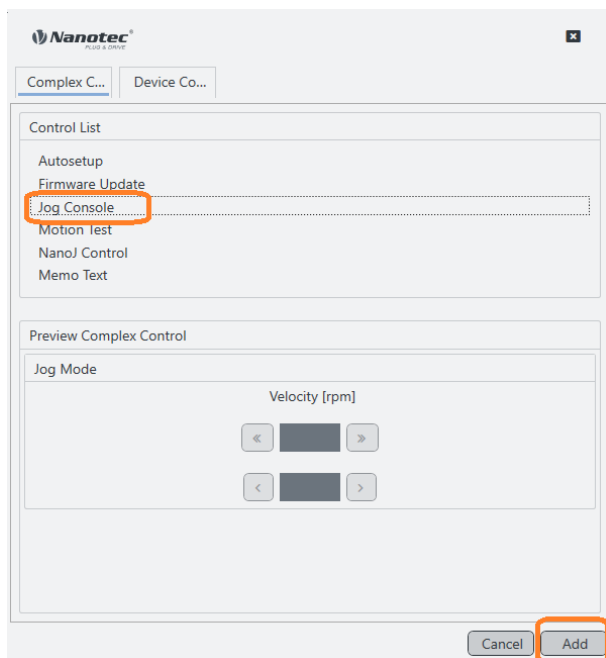 Nanotec®
PLUG & DRIVE
Complex C... Device Co...
Control List
Autosetup
Firmware Update
Jog Console
Motion Test
NanoJ Control
Memo Text
Preview Complex Control
Jog Mode
Velocity [rpm]
« »
< >
Cancel Add